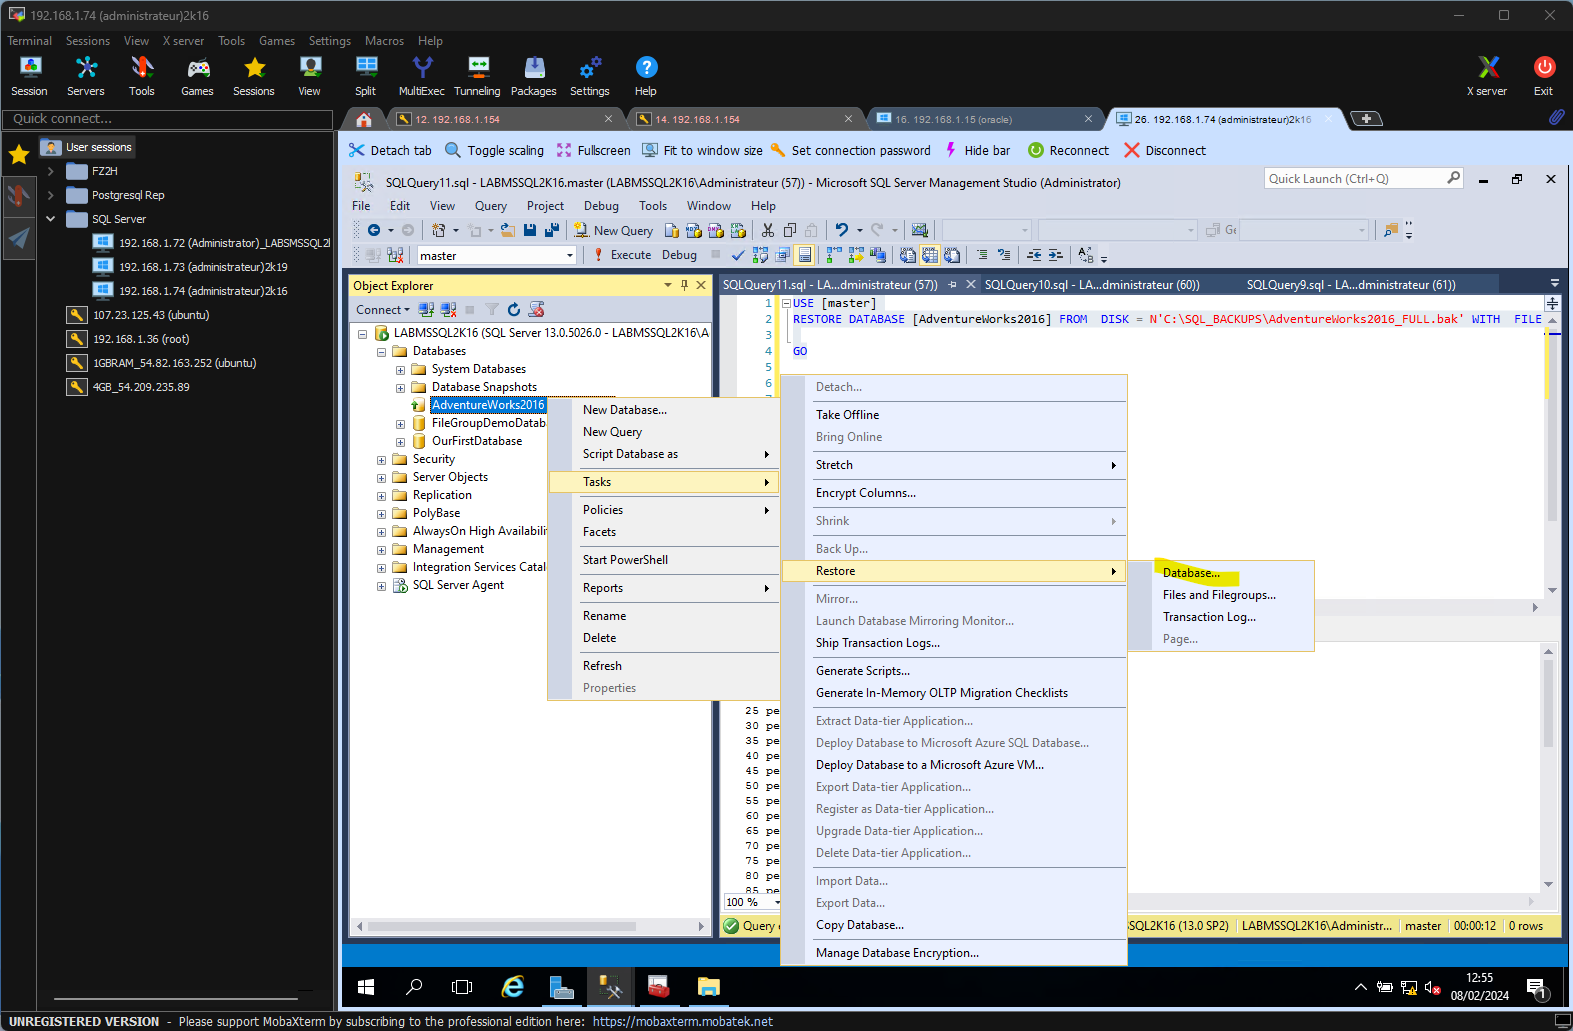 192.168.1.74 (administrateur)2k16
Terminal Sessions View X server Tools Games Settings Macros Help
Session Servers Tools Games Sessions View Split MultiExec Tunneling Packages Settings Help X server Exit
Quick connect...
12. 192.168.1.154
14. 192.168.1.154
16. 192.168.1.15 (oracle)
26. 192.168.1.74 (administrateur)2k16
Detach tab Toggle scaling Fullscreen Fit to window size Set connection password Hide bar Reconnect Disconnect
User sessions
FZ2H
Postgresql Rep
SQL Server
192.168.1.72 (Administrator)_LABSMSSQL2
192.168.1.73 (administrateur)2k19
192.168.1.74 (administrateur)2k16
107.23.125.43 (ubuntu)
192.168.1.36 (root)
1GBRAM_54.82.163.252 (ubuntu)
4GB_54.209.235.89
SQLQuery11.sql - LABMSSQL2K16.master (LABMSSQL2K16\Administrateur (57)) - Microsoft SQL Server Management Studio (Administrator)
Quick Launch (Ctrl+Q)
File Edit View Query Project Debug Tools Window Help
New Query
MDX DMX Ge
master
Execute Debug
Object Explorer
Connect
LABMSSQL2K16 (SQL Server 13.0.5026.0 - LABMSSQL2K16\A
Databases
System Databases
Database Snapshots
AdventureWorks2016
FileGroupDemoDatab
OurFirstDatabase
Security
Server Objects
Replication
PolyBase
AlwaysOn High Availabili
Management
Integration Services Catal
SQL Server Agent
SQLQuery11.sql - LA...dministrateur (57))
SQLQuery10.sql - LA...dministrateur (60))
SQLQuery9.sql - LA...dministrateur (61))
1 USE [master]
2 RESTORE DATABASE [AdventureWorks2016] FROM DISK = N'C:\SQL_BACKUPS\AdventureWorks2016_FULL.bak' WITH FILE
3
4 GO
5
6
New Database...
New Query
Script Database as
Tasks
Policies
Facets
Start PowerShell
Reports
Rename
Delete
Refresh
Properties
Detach...
Take Offline
Bring Online
Stretch
Encrypt Columns...
Shrink
Back Up...
Restore
Mirror...
Launch Database Mirroring Monitor...
Ship Transaction Logs...
Generate Scripts...
Generate In-Memory OLTP Migration Checklists
Extract Data-tier Application...
Deploy Database to Microsoft Azure SQL Database...
Deploy Database to a Microsoft Azure VM...
Export Data-tier Application...
Register as Data-tier Application...
Upgrade Data-tier Application...
Delete Data-tier Application...
Import Data...
Export Data...
Copy Database...
Manage Database Encryption...
Database...
Files and Filegroups...
Transaction Log...
Page...
25 pe
30 pe
35 pe
40 pe
45 pe
50 pe
55 pe
60 pe
65 pe
70 pe
75 pe
80 pe
85 pe
100 %
Query
SQL2K16 (13.0 SP2) LABMSSQL2K16\Administr... master 00:00:12 0 rows
12:55
08/02/2024
1
UNREGISTERED VERSION - Please support MobaXterm by subscribing to the professional edition here: https://mobaxterm.mobatek.net